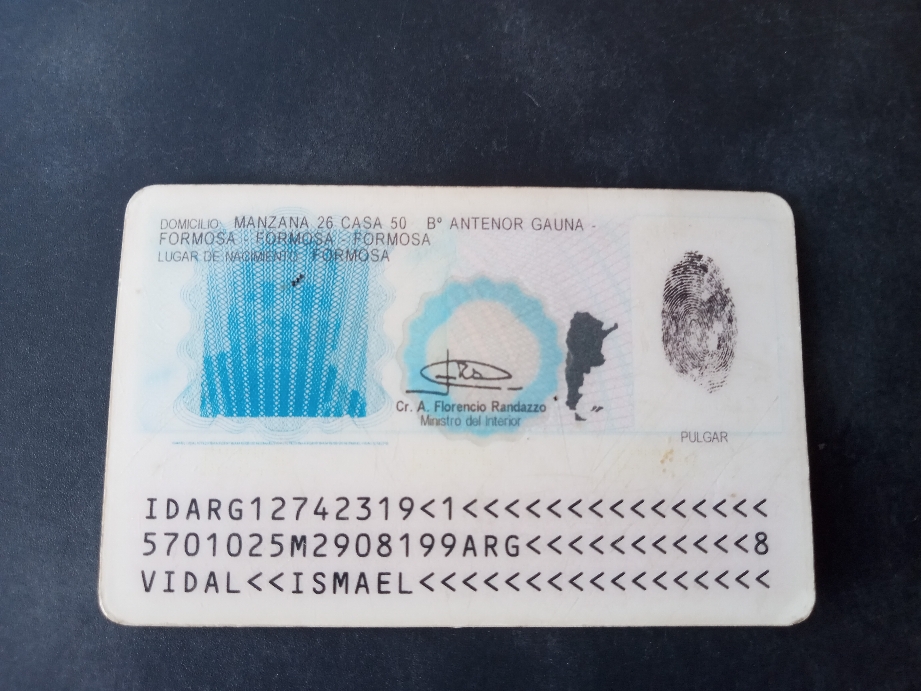 DOMICILIO: MANZANA 26 CASA 50 Bº ANTENOR GAUNA -
FORMOSA - FORMOSA - FORMOSA
LUGAR DE NACIMIENTO: FORMOSA
Cr. A. Florencio Randazzo
Ministro del Interior
PULGAR
IDARG12742319<1<<<<<<<<<<<<<<<
5701025M2908199ARG<<<<<<<<<<<8
VIDAL<<ISMAEL<<<<<<<<<<<<<<<<<